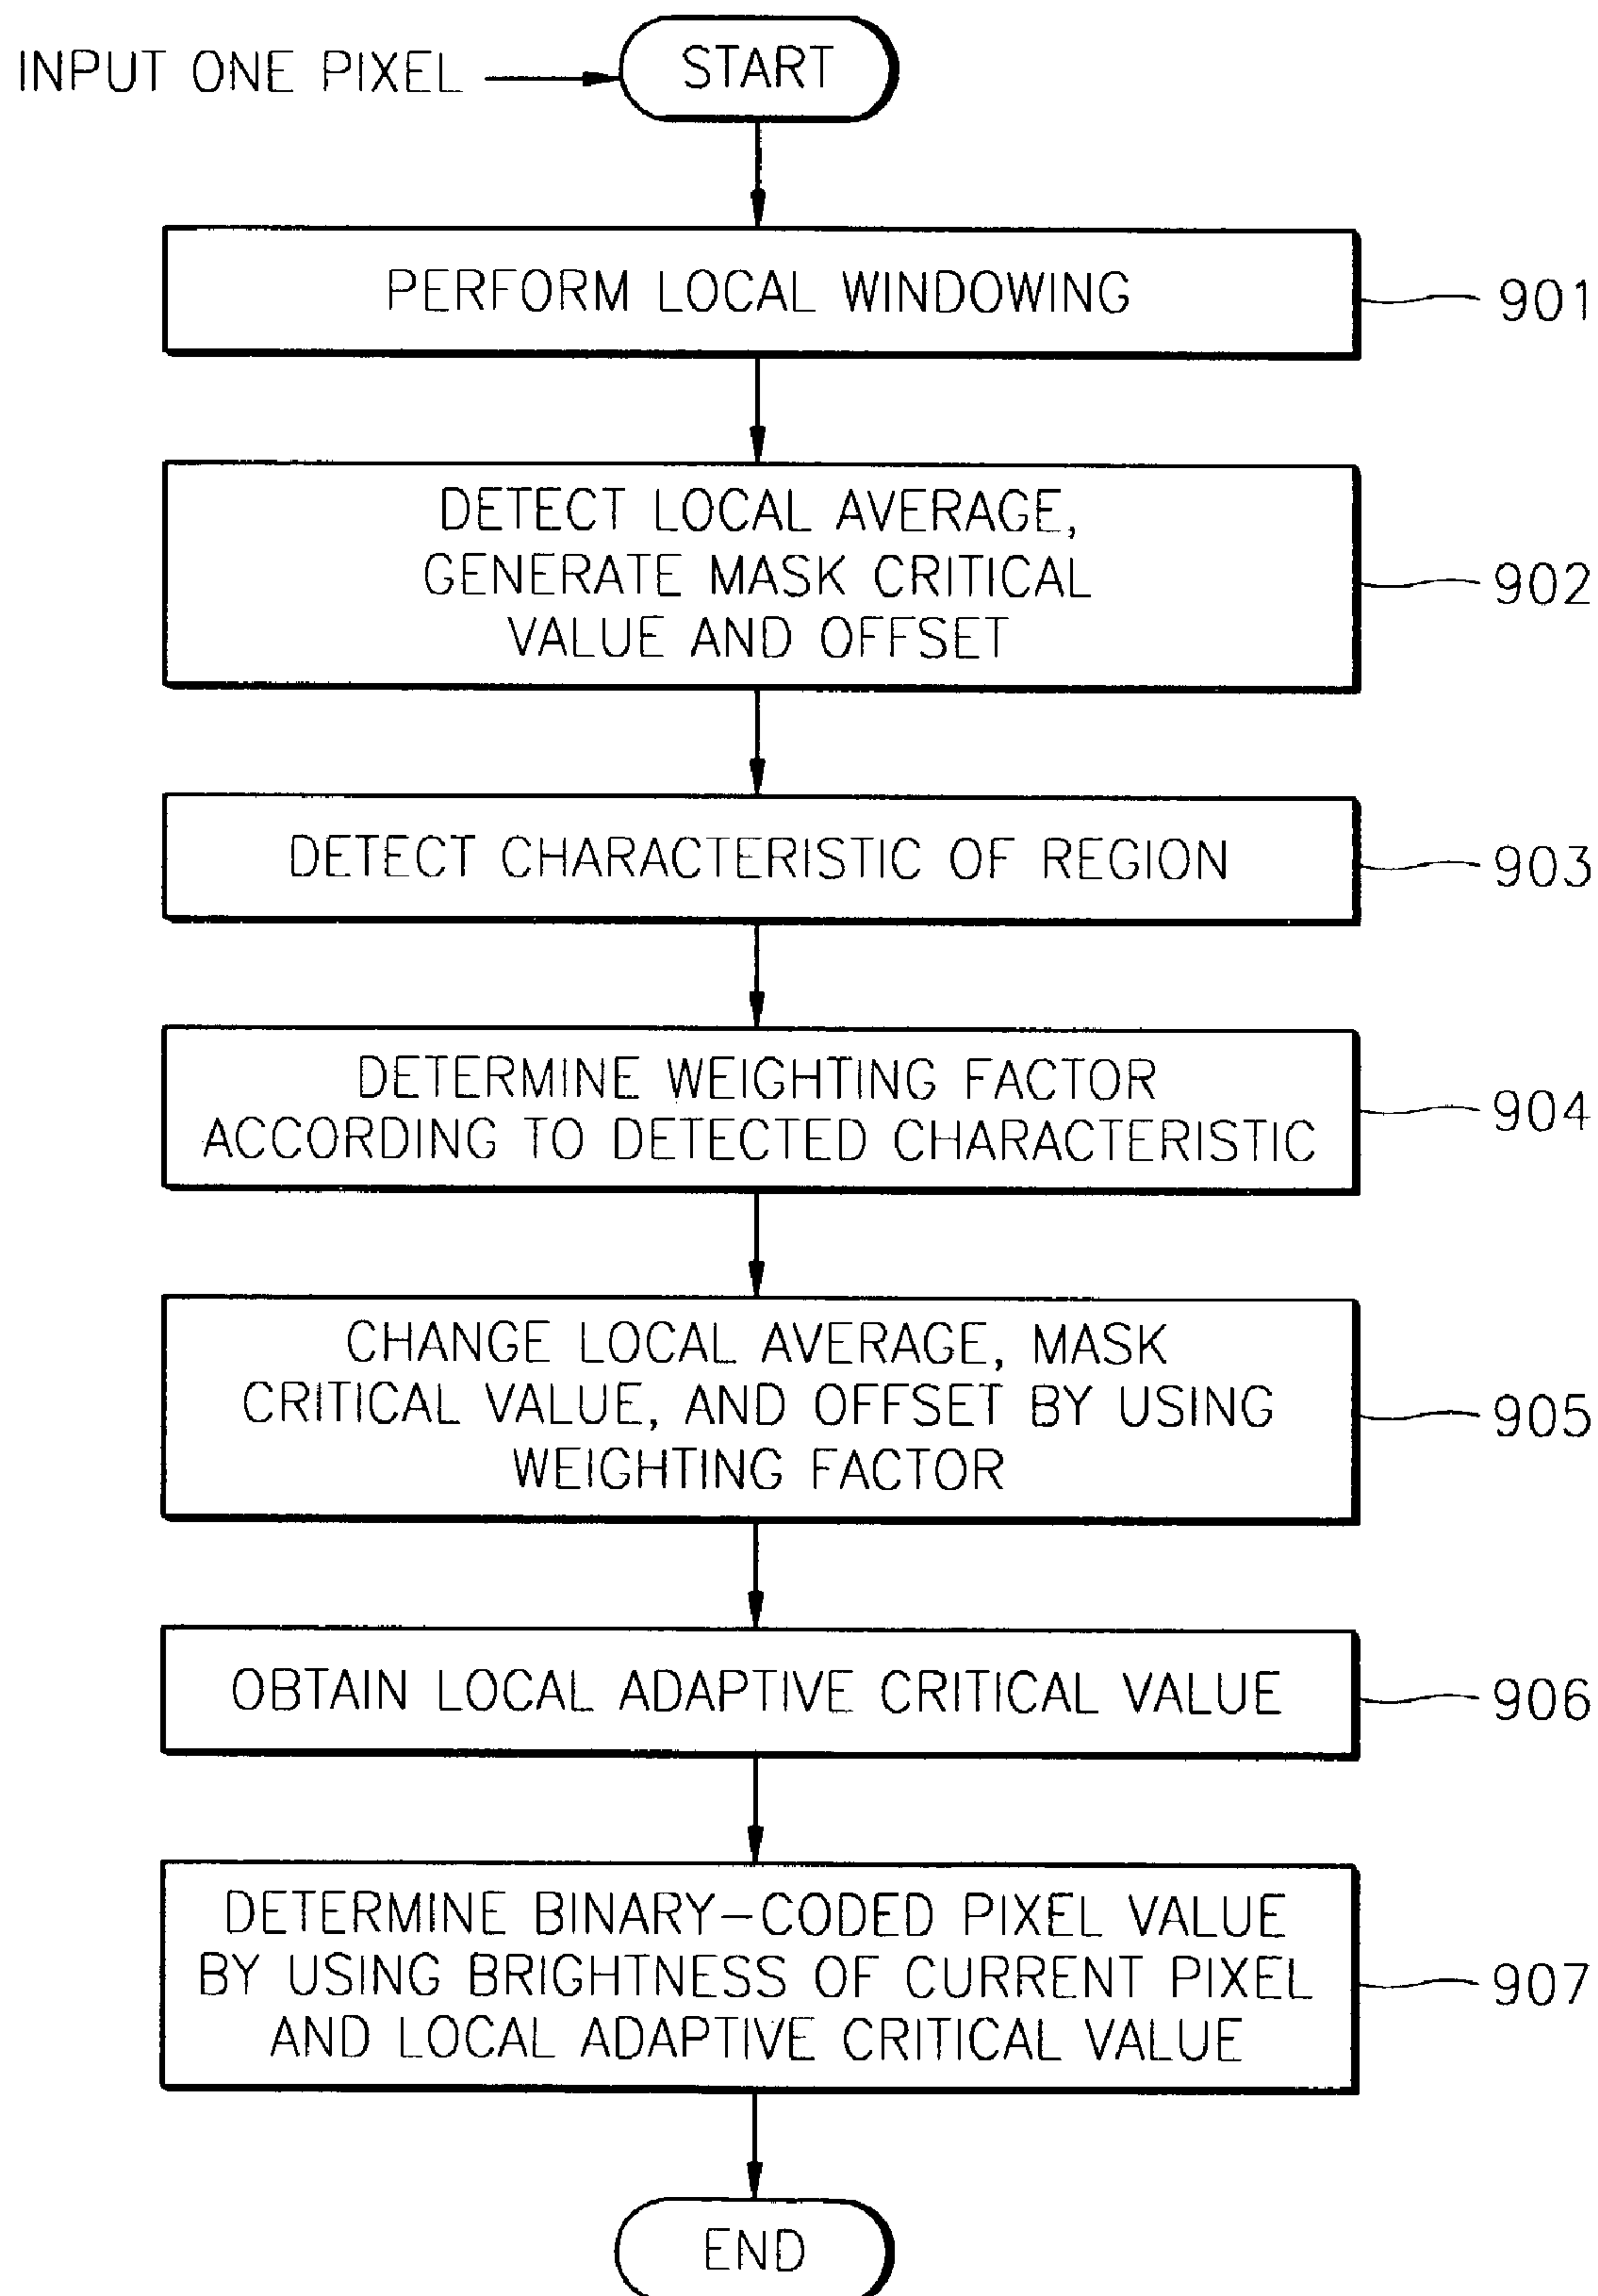 INPUT ONE PIXEL
START
PERFORM LOCAL WINDOWING
901
DETECT LOCAL AVERAGE,
GENERATE MASK CRITICAL
VALUE AND OFFSET
902
DETECT CHARACTERISTIC OF REGION
903
DETERMINE WEIGHTING FACTOR
ACCORDING TO DETECTED CHARACTERISTIC
904
CHANGE LOCAL AVERAGE, MASK
CRITICAL VALUE, AND OFFSET BY USING
WEIGHTING FACTOR
905
OBTAIN LOCAL ADAPTIVE CRITICAL VALUE
906
DETERMINE BINARY-CODED PIXEL VALUE
BY USING BRIGHTNESS OF CURRENT PIXEL
AND LOCAL ADAPTIVE CRITICAL VALUE
907
END